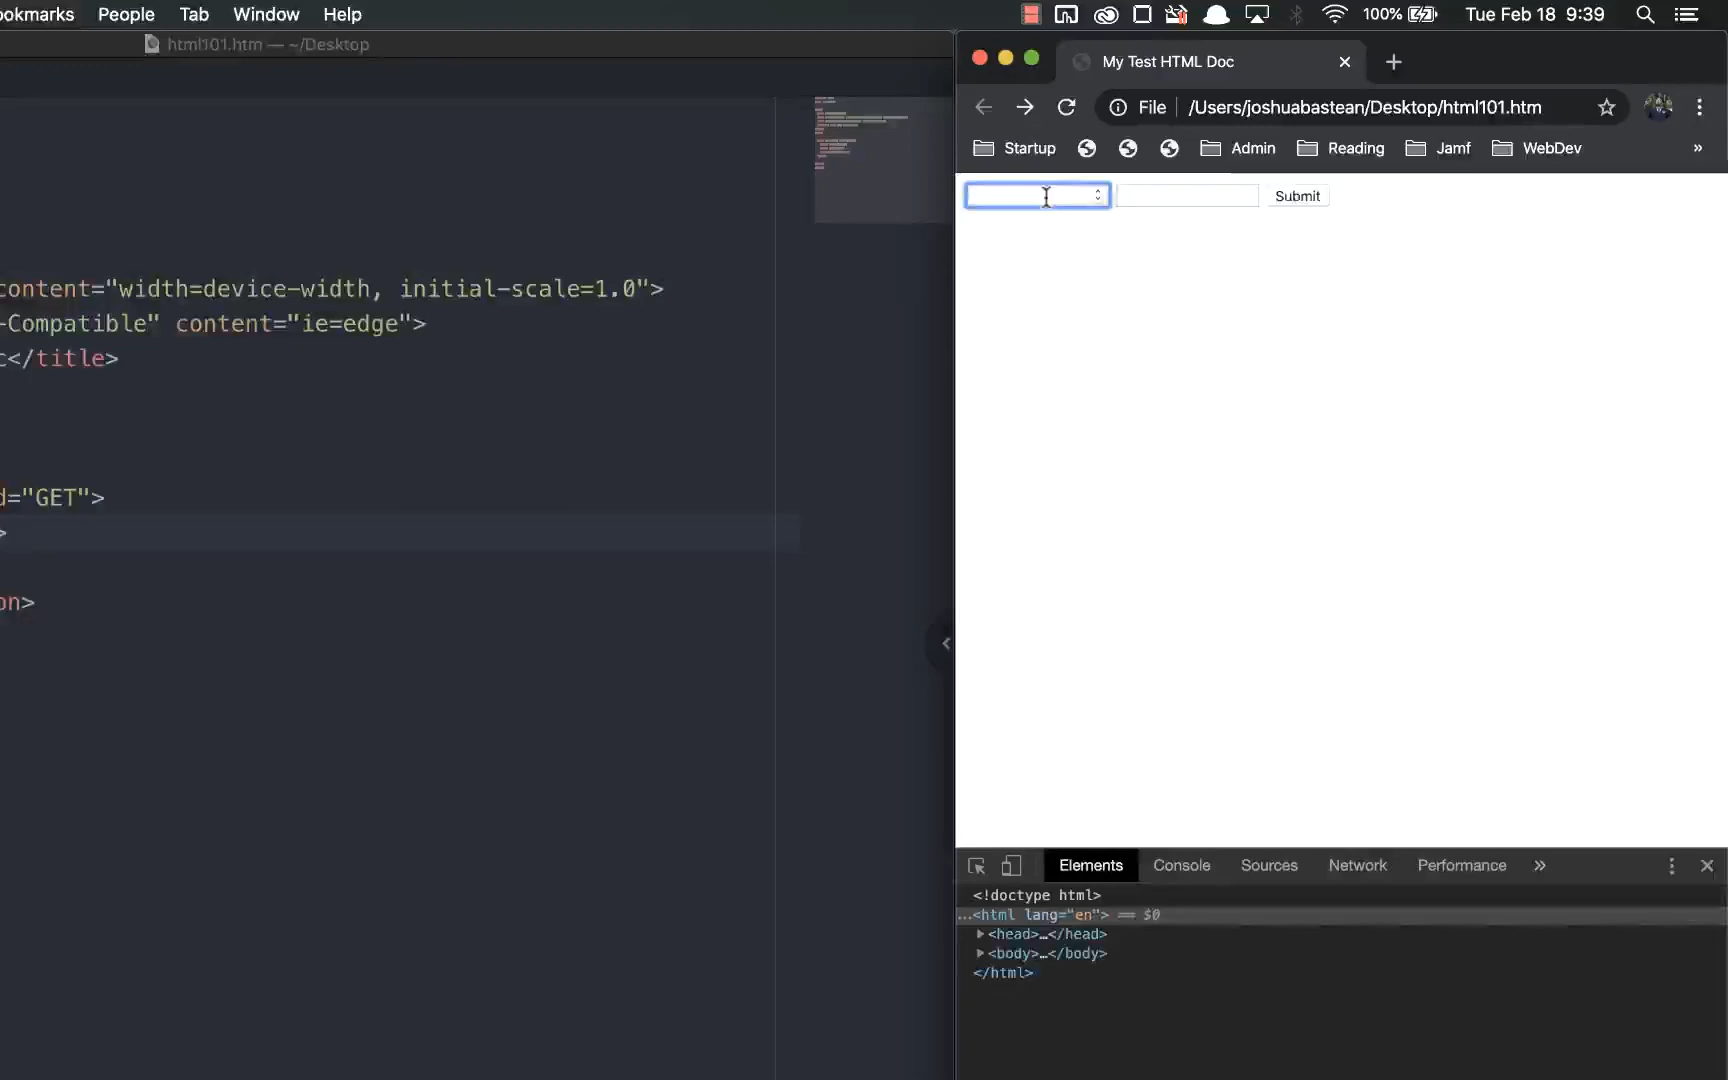 ookmarks People Tab Window Help 100% Tue Feb 18 9:39
html101.htm — ~/Desktop
My Test HTML Doc
File /Users/joshuabastean/Desktop/html101.htm
Startup Admin Reading Jamf WebDev »
Submit
content="width=device-width, initial-scale=1.0">
-Compatible" content="ie=edge">
c</title>
d="GET">
>
on>
Elements Console Sources Network Performance »
<!doctype html>
…<html lang="en"> == $0
<head>…</head>
<body>…</body>
</html>